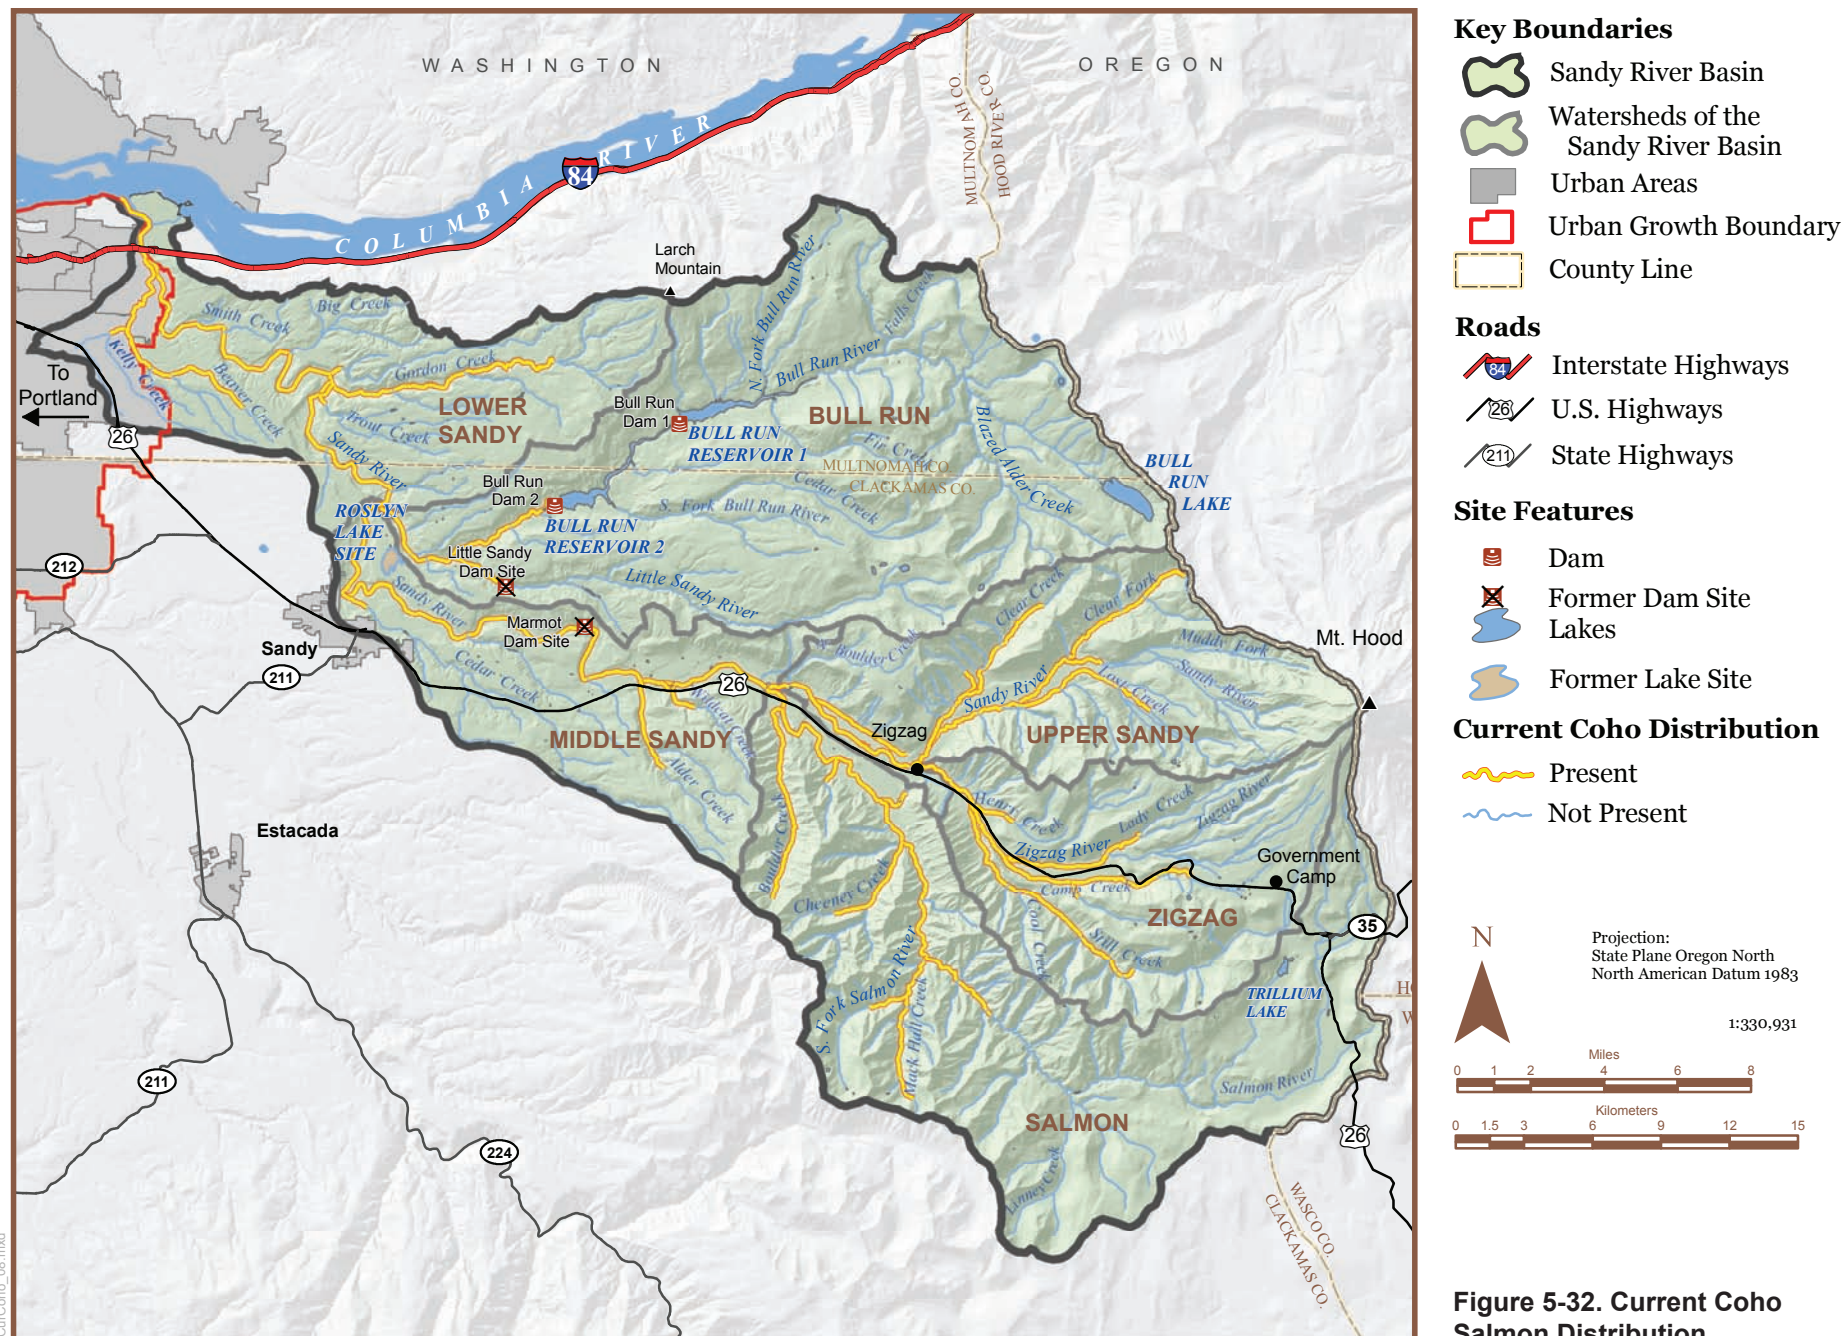 WASHINGTON
OREGON
MULTNOMAH CO.
HOOD RIVER CO.
COLUMBIA RIVER
84
Larch
Mountain
N. Fork Bull Run River
Falls Creek
Bull Run River
Big Creek
Smith Creek
Gordon Creek
Kelly Creek
Beaver Creek
Trout Creek
To
Portland
26
LOWER
SANDY
Bull Run
Dam 1
BULL RUN
RESERVOIR 1
BULL RUN
Fir Creek
Blazed Alder Creek
MULTNOMAH CO.
CLACKAMAS CO.
Cedar Creek
BULL
RUN
LAKE
Sandy River
Bull Run
Dam 2
S. Fork Bull Run River
BULL RUN
RESERVOIR 2
ROSLYN
LAKE
SITE
Little Sandy
Dam Site
Little Sandy River
212
Sandy River
Marmot
Dam Site
Clear Creek
Clear Fork
Boulder Creek
Muddy Fork
Mt. Hood
Sandy
211
Cedar Creek
Wildcat Creek
26
Sandy River
Lost Creek
Sandy River
Zigzag
MIDDLE SANDY
UPPER SANDY
Alder Creek
Boulder Creek
Henry Creek
Lady Creek
Zigzag River
Zigzag River
Estacada
Government
Camp
Camp Creek
Cheeney Creek
Cool Creek
Still Creek
ZIGZAG
35
S. Fork Salmon River
Mack Hall Creek
TRILLIUM
LAKE
Salmon River
SALMON
Linney Creek
211
224
26
WASCO CO.
CLACKAMAS CO.
Key Boundaries
Sandy River Basin
Watersheds of the
Sandy River Basin
Urban Areas
Urban Growth Boundary
County Line
Roads
84 Interstate Highways
26 U.S. Highways
211 State Highways
Site Features
Dam
Former Dam Site
Lakes
Former Lake Site
Current Coho Distribution
Present
Not Present
N
Projection:
State Plane Oregon North
North American Datum 1983
1:330,931
Miles
0 1 2 4 6 8
Kilometers
0 1.5 3 6 9 12 15
Figure 5-32. Current Coho
Salmon Distribution